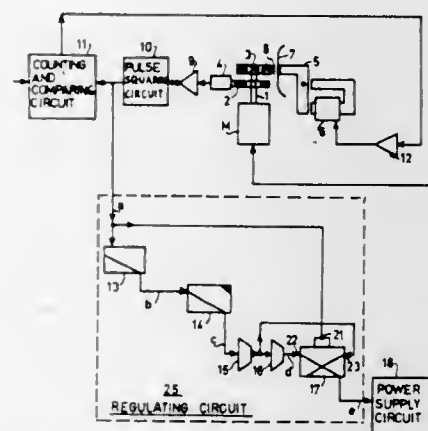 11
COUNTING
AND
COMPARING
CIRCUIT
10
PULSE
SQUARE
CIRCUIT
9
4
3
8
7
5
2
1
M
6
12
a
13
b
14
c
15
16
22
d
21
23
17
e
25
REGULATING CIRCUIT
18
POWER
SUPPLY
CIRCUIT